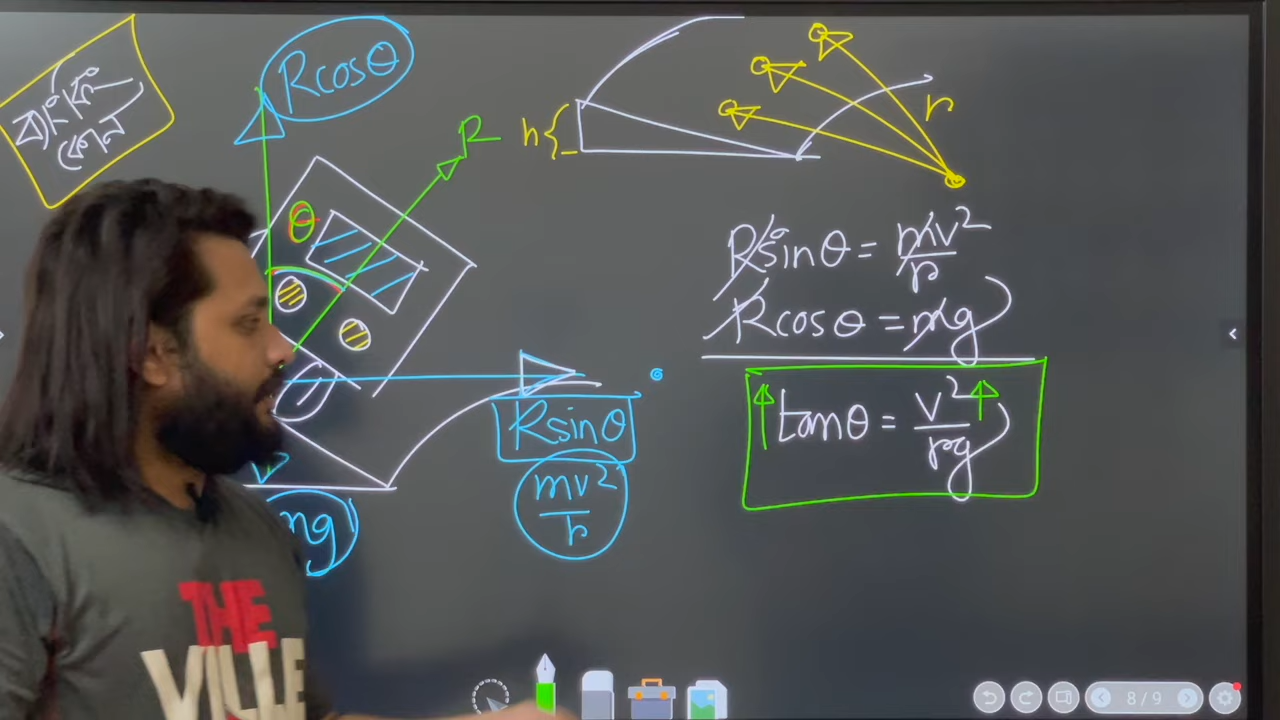 ব্যাংকিং
কোন
Rcosθ
R
θ
h
r
Rsinθ = mv²/r
Rcosθ = mg
tanθ = v²/rg
Rsinθ
mv²/r
mg
THE
VILLE
8/9